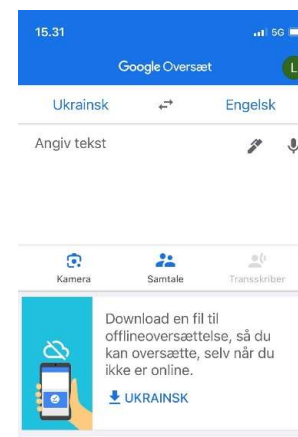 15.31
5G
Google Oversæt
L
Ukrainsk
Engelsk
Angiv tekst
Kamera
Samtale
Transskriber
Download en fil til
offlineoversættelse, så du
kan oversætte, selv når du
ikke er online.
UKRAINSK